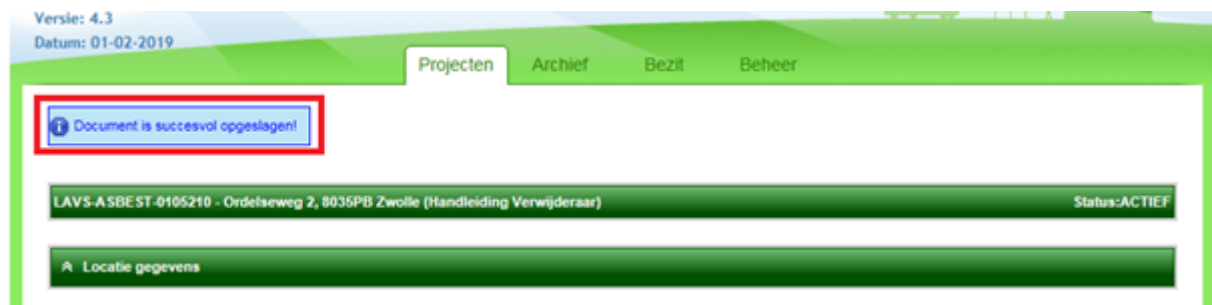 Versie: 4.3
Datum: 01-02-2019
Projecten Archief Bezit Beheer
Document is succesvol opgeslagen!
LAVS-ASBEST-0105210 - Ordelseweg 2, 8035PB Zwolle (Handleiding Verwijderaar) Status:ACTIEF
Locatie gegevens